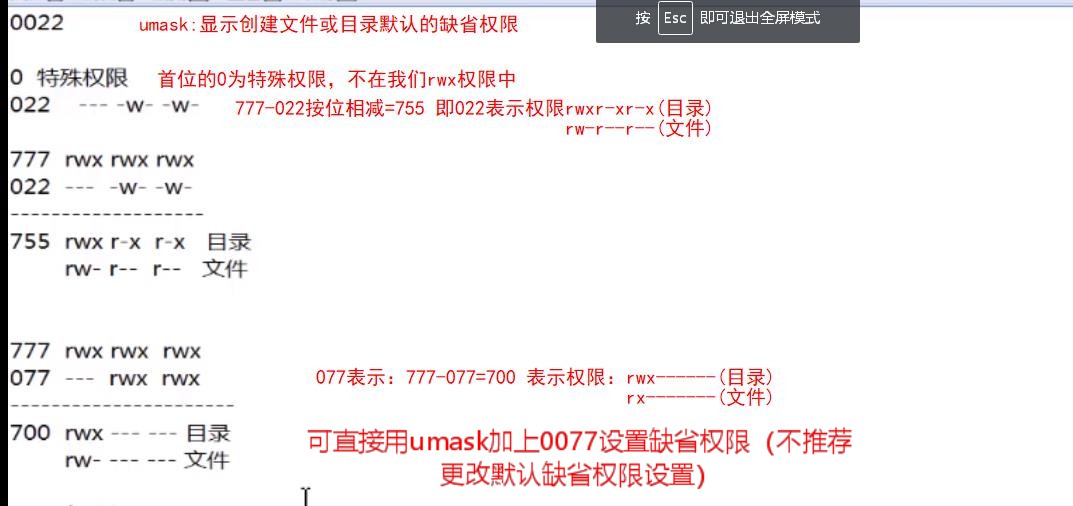 按 Esc 即可退出全屏模式
0022 umask:显示创建文件或目录默认的缺省权限
0 特殊权限 首位的0为特殊权限，不在我们rwx权限中
022 --- -w- -w- 777-022按位相减=755 即022表示权限rwxr-xr-x(目录)
rw-r--r--(文件)
777 rwx rwx rwx
022 --- -w- -w-
-------------------
755 rwx r-x r-x 目录
rw- r-- r-- 文件
777 rwx rwx rwx
077 --- rwx rwx 077表示：777-077=700 表示权限：rwx------(目录)
rx-------(文件)
----------------------
700 rwx --- --- 目录 可直接用umask加上0077设置缺省权限（不推荐
rw- --- --- 文件 更改默认缺省权限设置）